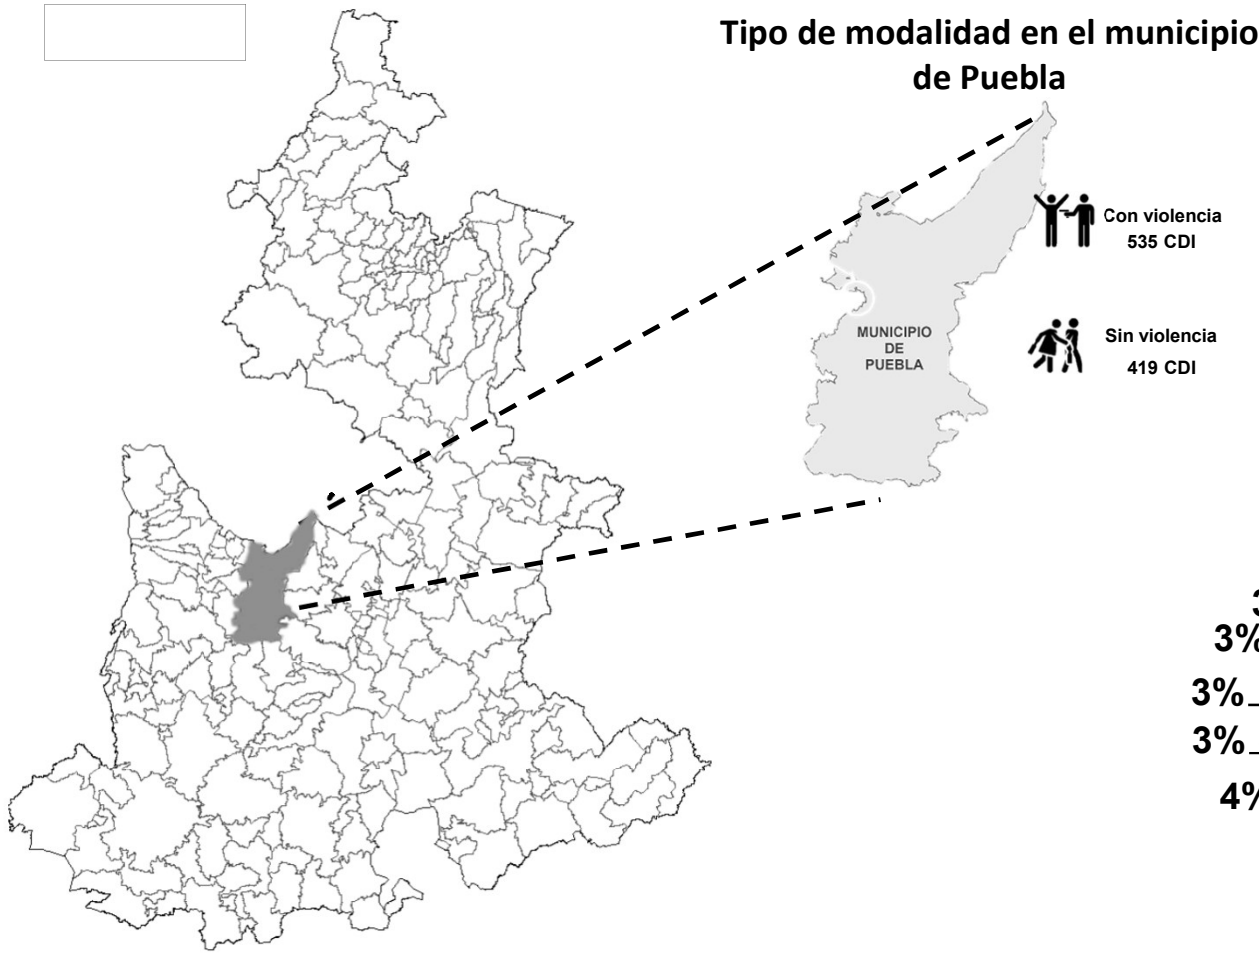 Tipo de modalidad en el municipio
de Puebla
Con violencia
535 CDI
MUNICIPIO
DE
PUEBLA
Sin violencia
419 CDI
3%
3%
3%
4%